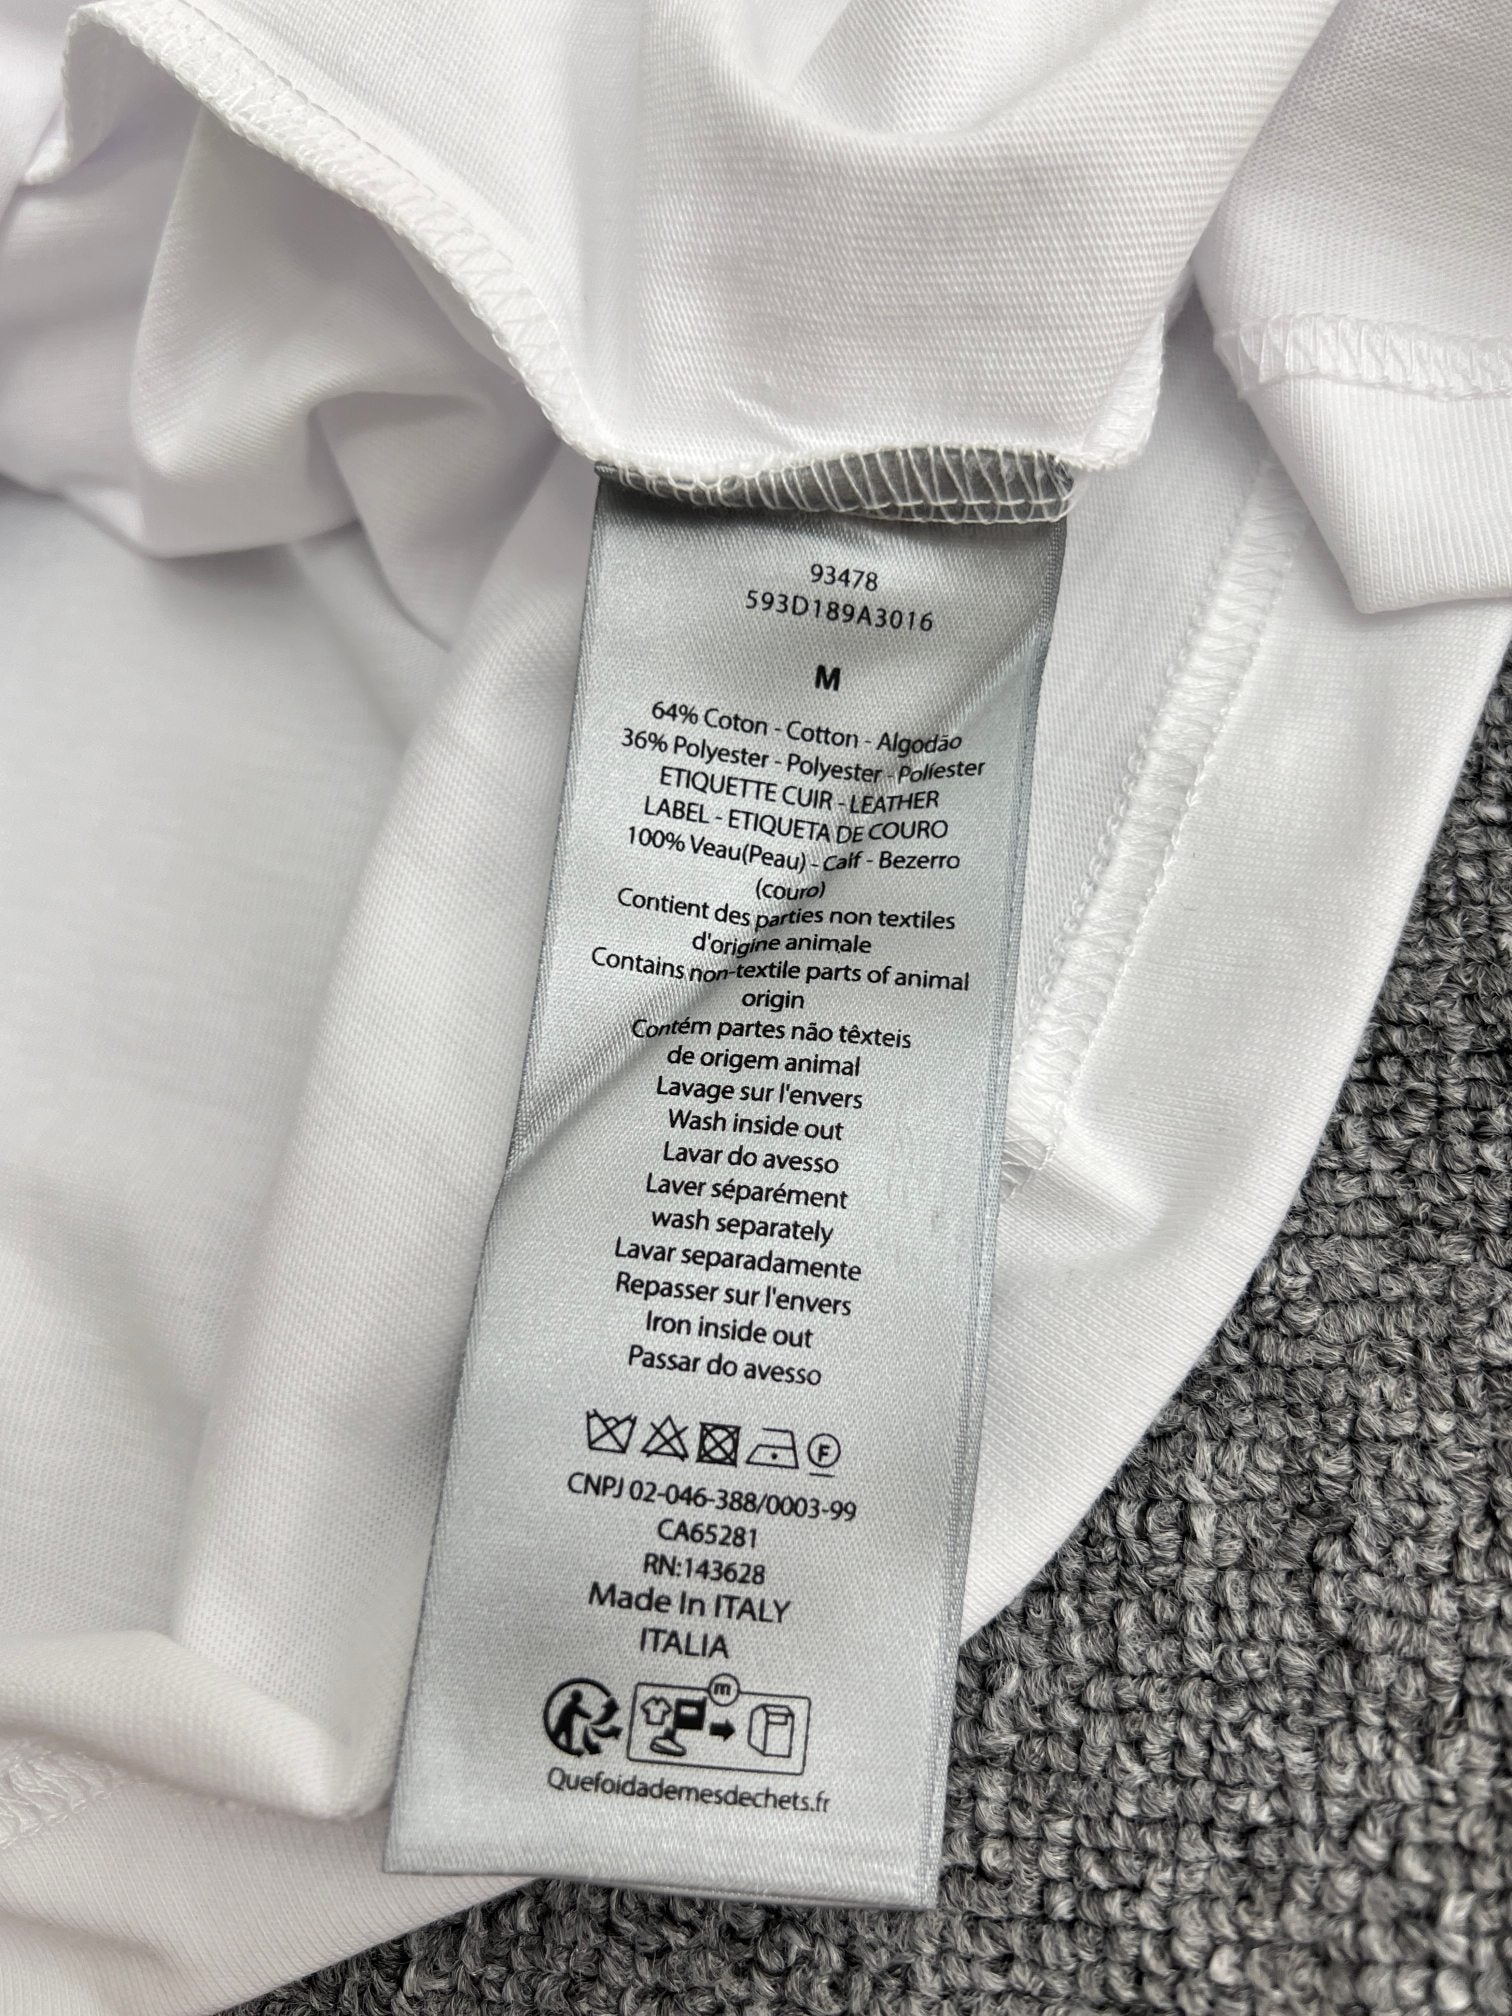 93478
593D189A3016
M
64% Coton - Cotton - Algodão
36% Polyester - Polyester - Poliester
ETIQUETTE CUIR - LEATHER
LABEL - ETIQUETA DE COURO
100% Veau(Peau) - Calf - Bezerro
(couro)
Contient des parties non textiles
d'origine animale
Contains non-textile parts of animal
origin
Contém partes não têxteis
de origem animal
Lavage sur l'envers
Wash inside out
Lavar do avesso
Laver séparément
wash separately
Lavar separadamente
Repasser sur l'envers
Iron inside out
Passar do avesso
F
CNPJ 02-046-388/0003-99
CA65281
RN:143628
Made In ITALY
ITALIA
m
Quefoidademesdechets.fr